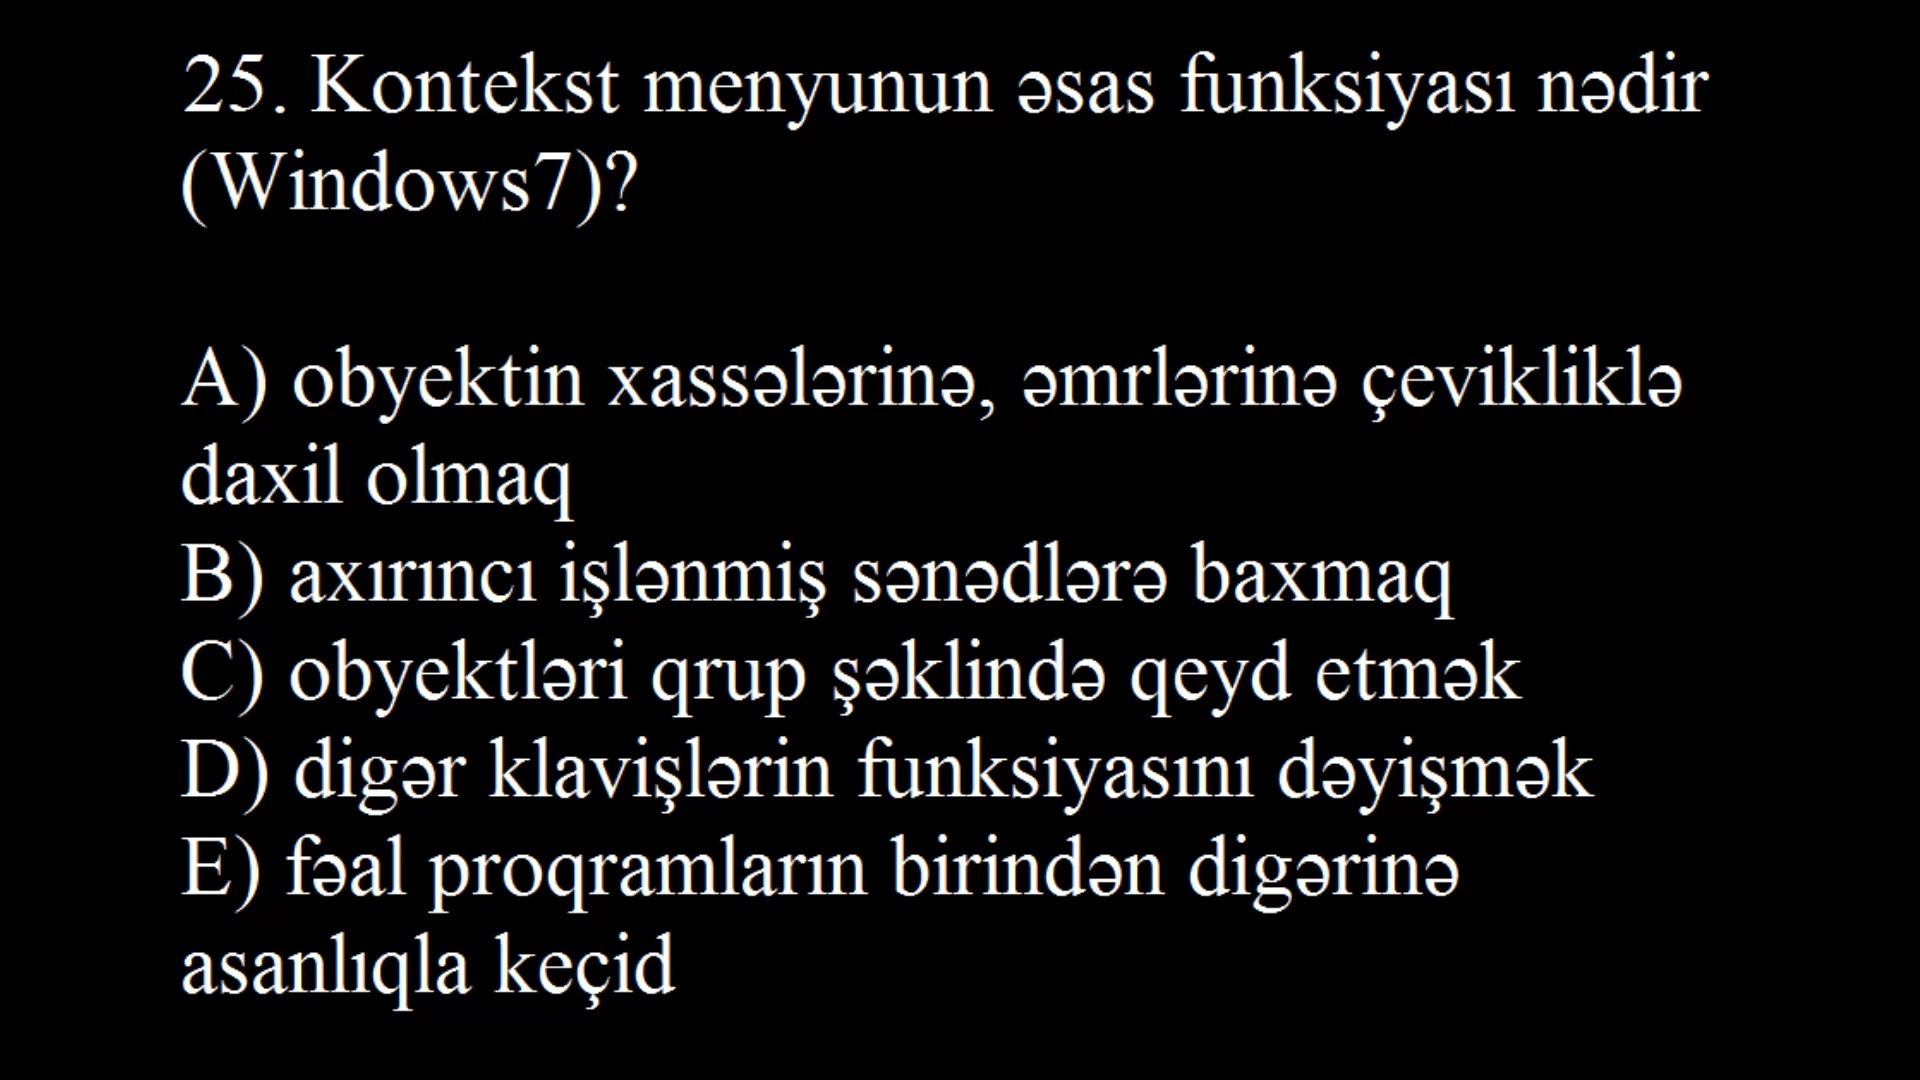 25. Kontekst menyunun əsas funksiyası nədir
(Windows7)?
A) obyektin xassələrinə, əmrlərinə çevikliklə
daxil olmaq
B) axırıncı işlənmiş sənədlərə baxmaq
C) obyektləri qrup şəklində qeyd etmək
D) digər klavişlərin funksiyasını dəyişmək
E) fəal proqramların birindən digərinə
asanlıqla keçid